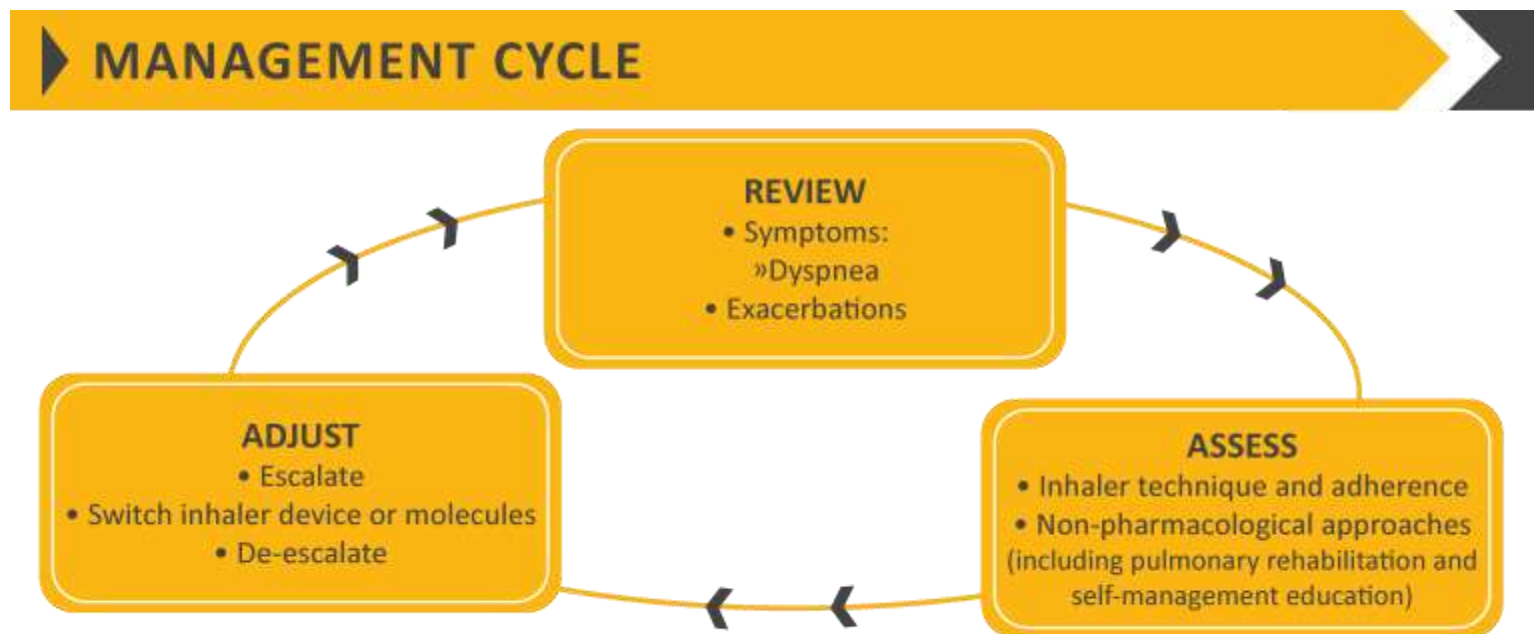 MANAGEMENT CYCLE
REVIEW
• Symptoms:
»Dyspnea
• Exacerbations
ADJUST
• Escalate
• Switch inhaler device or molecules
• De-escalate
ASSESS
• Inhaler technique and adherence
• Non-pharmacological approaches
(including pulmonary rehabilitation and
self-management education)